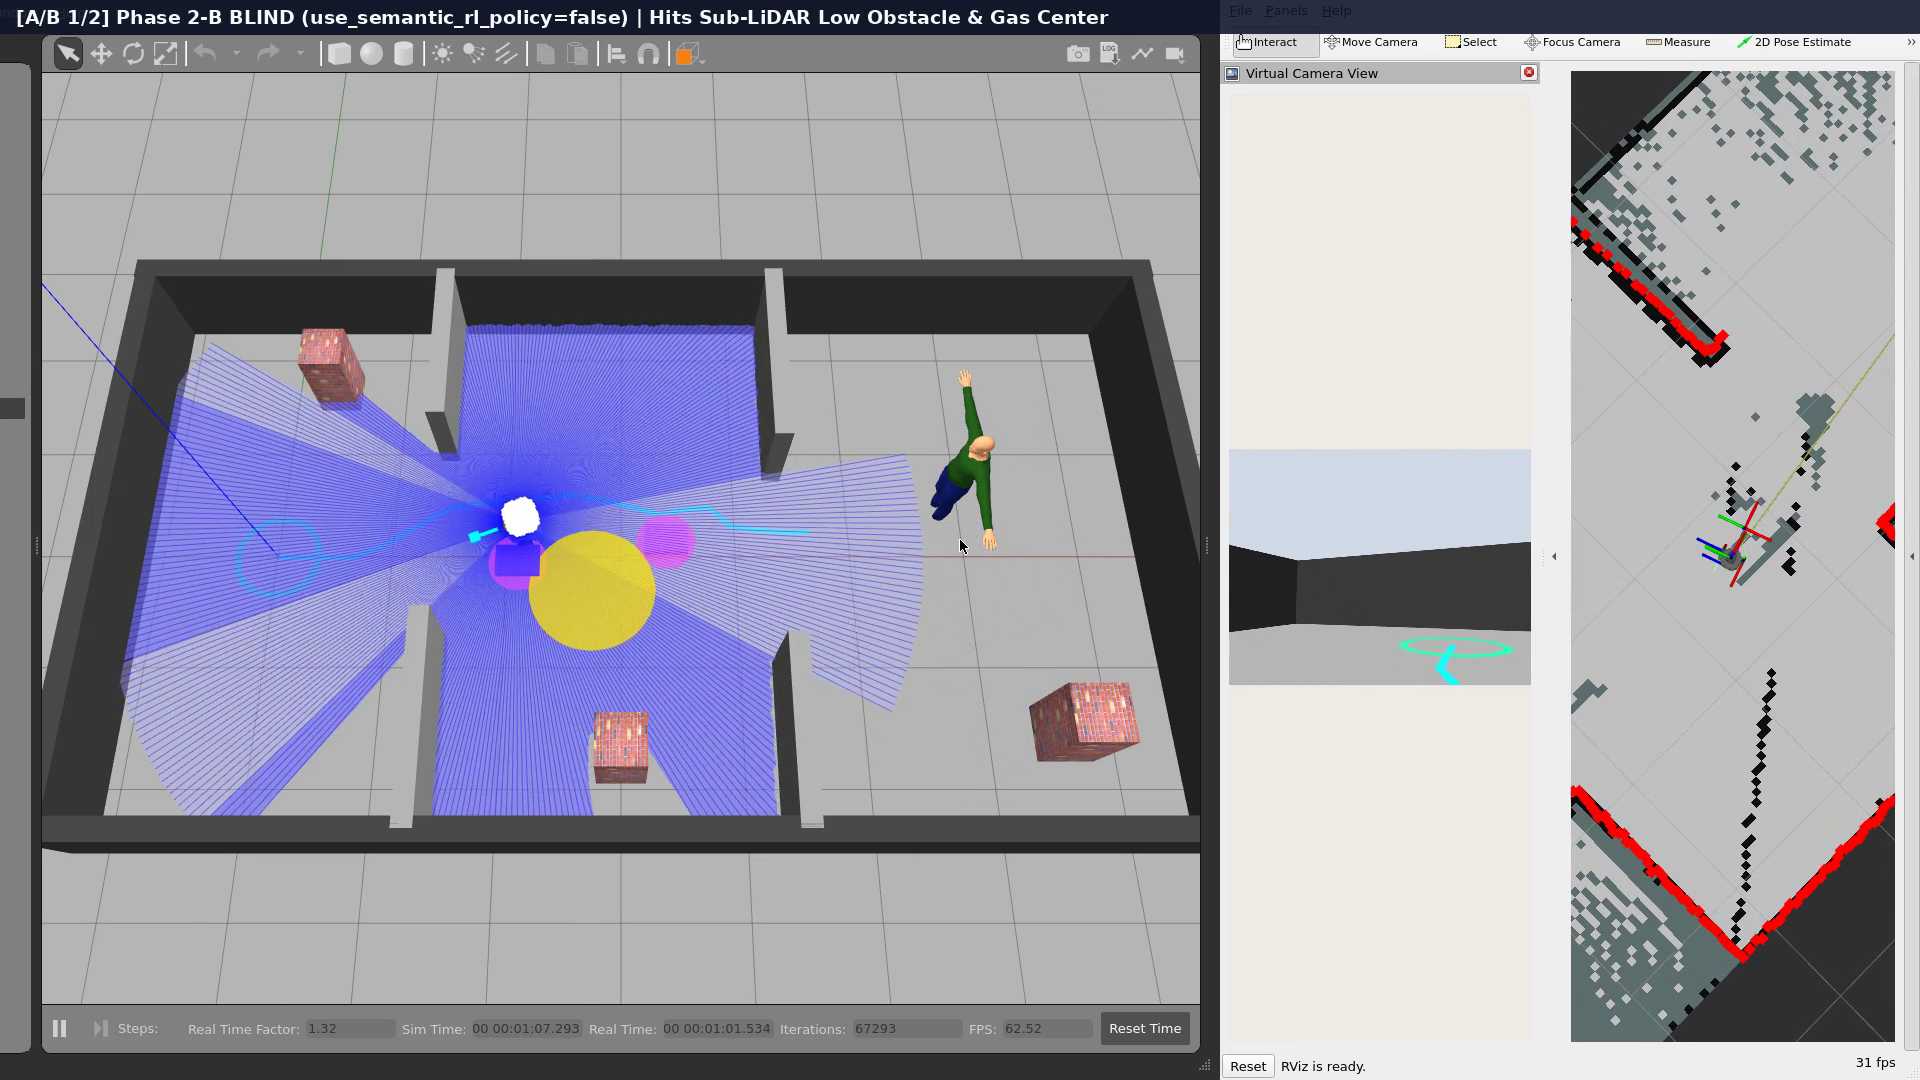 [A/B 1/2] Phase 2-B BLIND (use_semantic_rl_policy=false) | Hits Sub-LiDAR Low Obstacle & Gas Center
File Panels Help
Interact Move Camera Select Focus Camera Measure 2D Pose Estimate »
LOG
Virtual Camera View
Steps: Real Time Factor: 1.32 Sim Time: 00 00:01:07.293 Real Time: 00 00:01:01.534 Iterations: 67293 FPS: 62.52 Reset Time
Reset RViz is ready. 31 fps